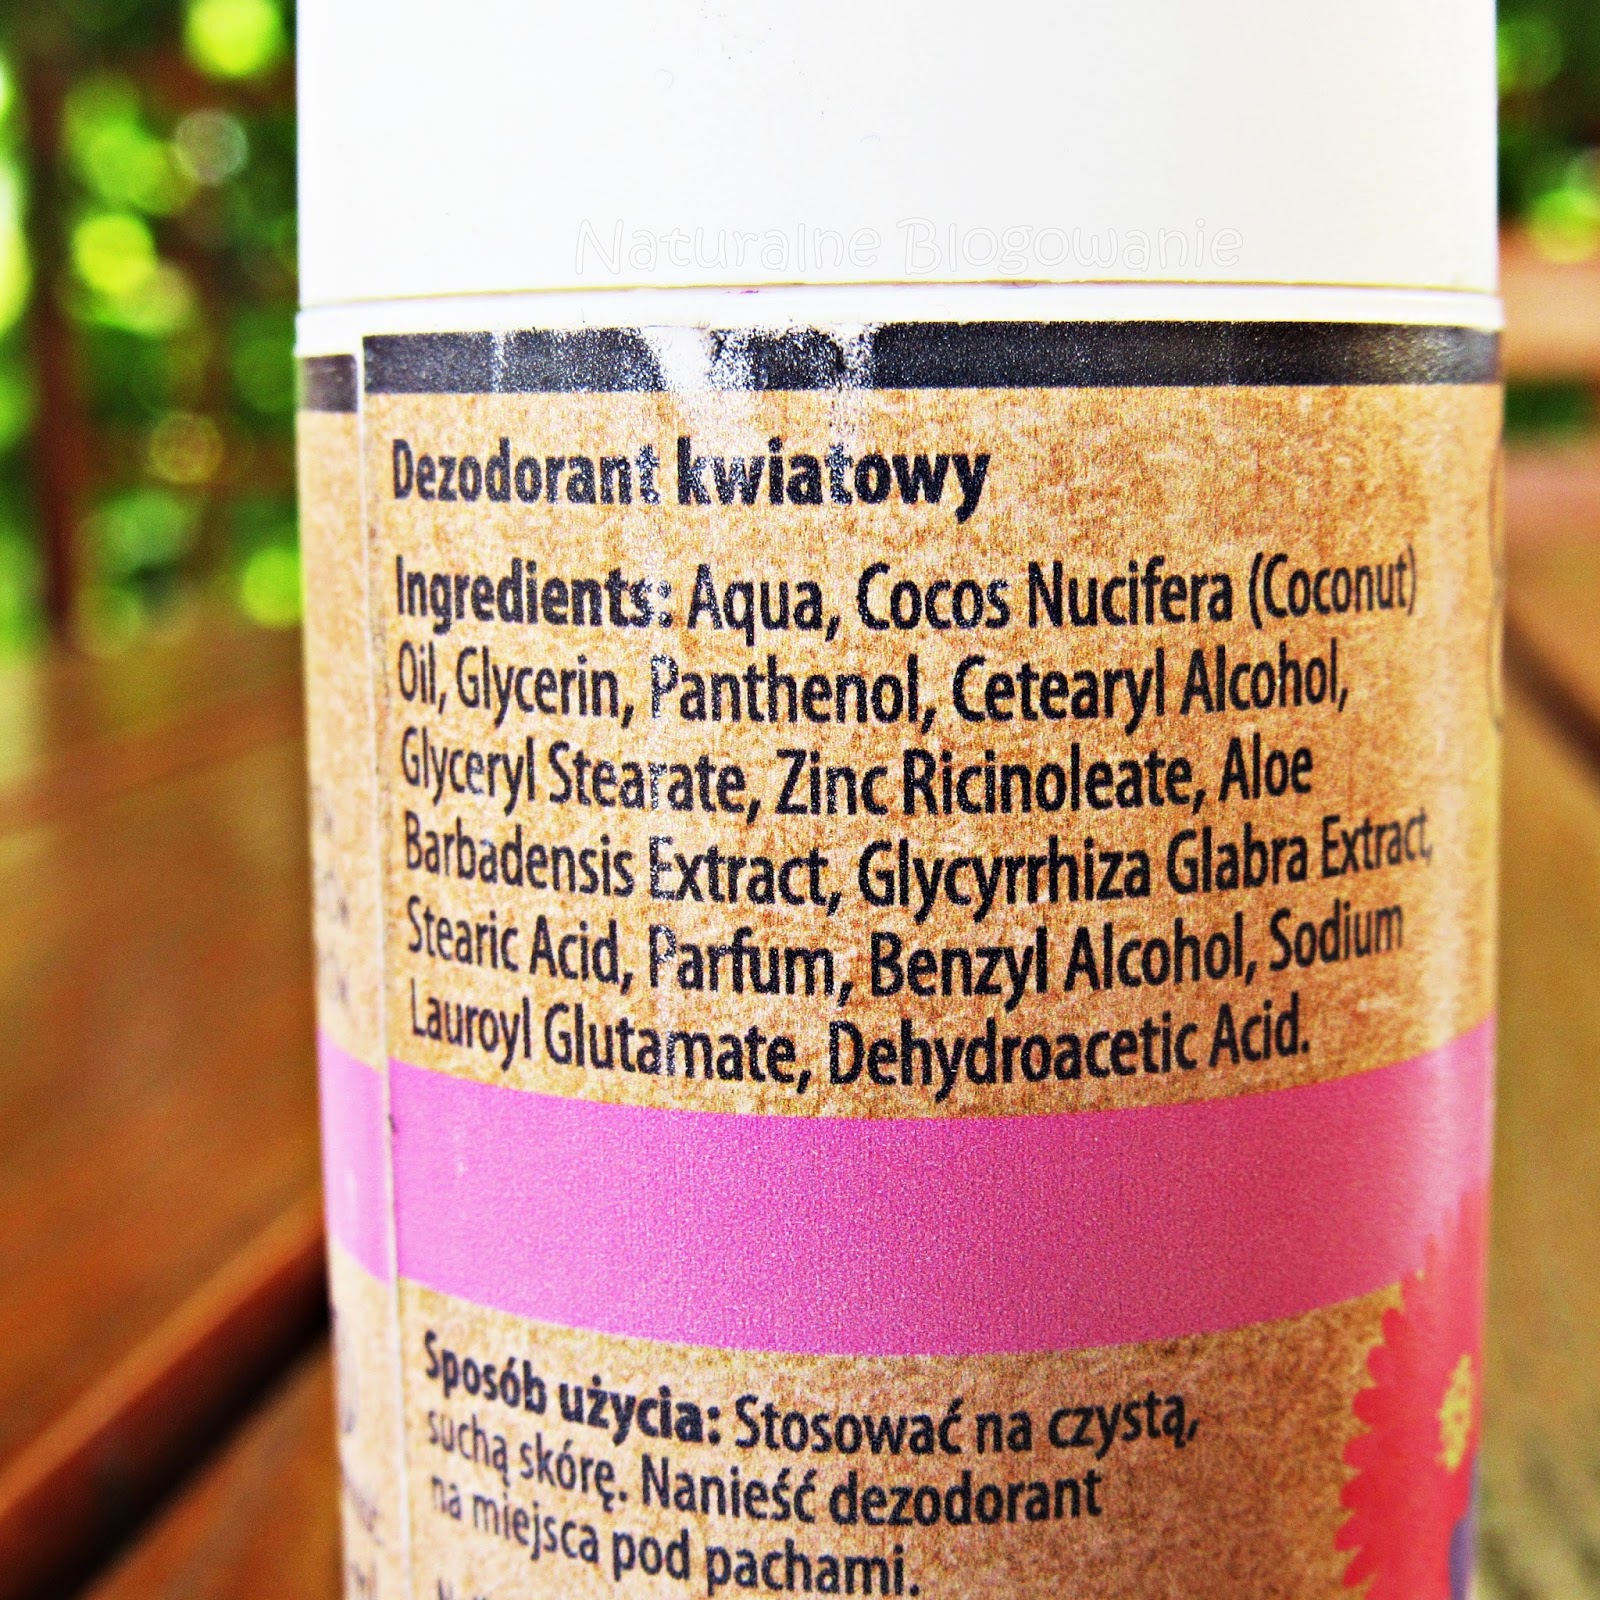 Naturalne Blogowanie
Dezodorant kwiatowy
Ingredients: Aqua, Cocos Nucifera (Coconut)
Oil, Glycerin, Panthenol, Cetearyl Alcohol,
Glyceryl Stearate, Zinc Ricinoleate, Aloe
Barbadensis Extract, Glycyrrhiza Glabra Extract,
Stearic Acid, Parfum, Benzyl Alcohol, Sodium
Lauroyl Glutamate, Dehydroacetic Acid.
Sposób użycia: Stosować na czystą,
suchą skórę. Nanieść dezodorant
na miejsca pod pachami.